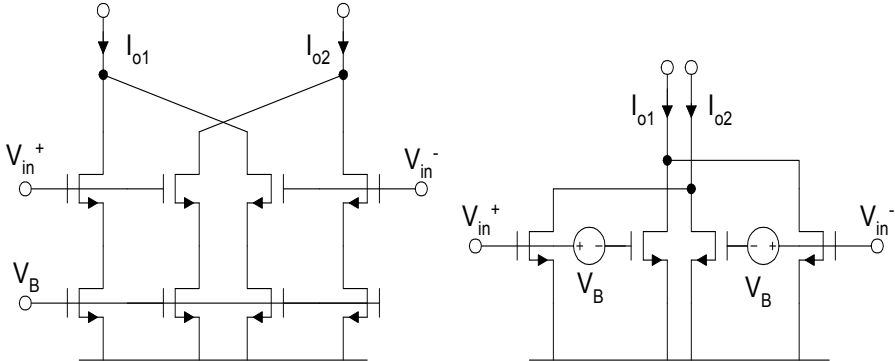 I_o1 I_o2
V_in^+ V_in^-
V_B
I_o1 I_o2
V_in^+ V_in^-
+ − − +
V_B V_B